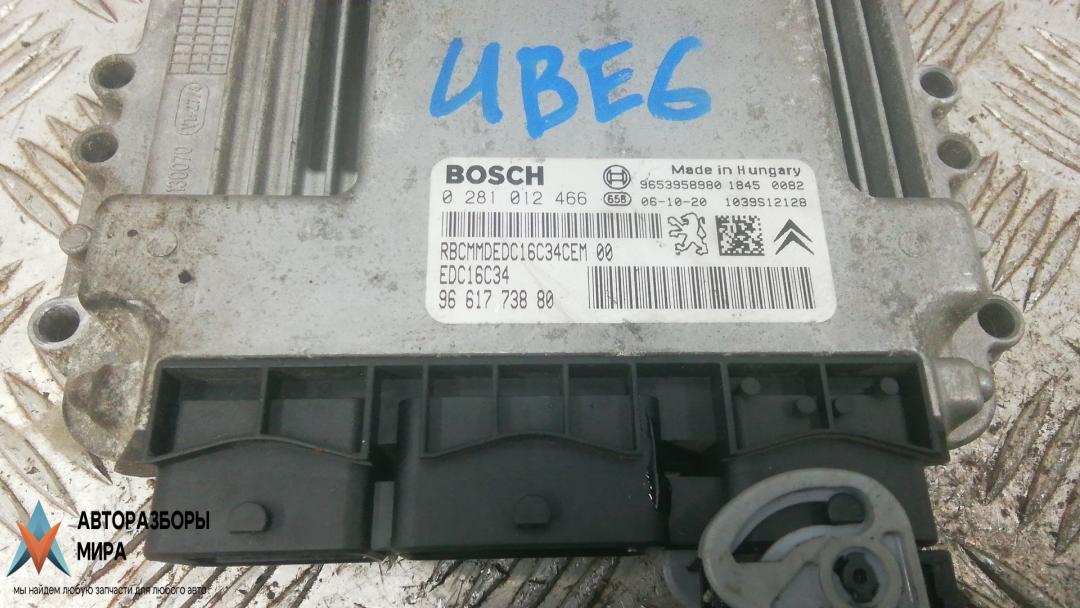 UBE6
BOSCH
Made in Hungary
0 281 012 466
658
9653958980 1845 0082
06-10-20 1039S12128
RBCMMDEDC16C34CEM 00
EDC16C34
96 617 738 80
АВТОРАЗБОРЫ
МИРА
мы найдем любую запчасти для любого авто